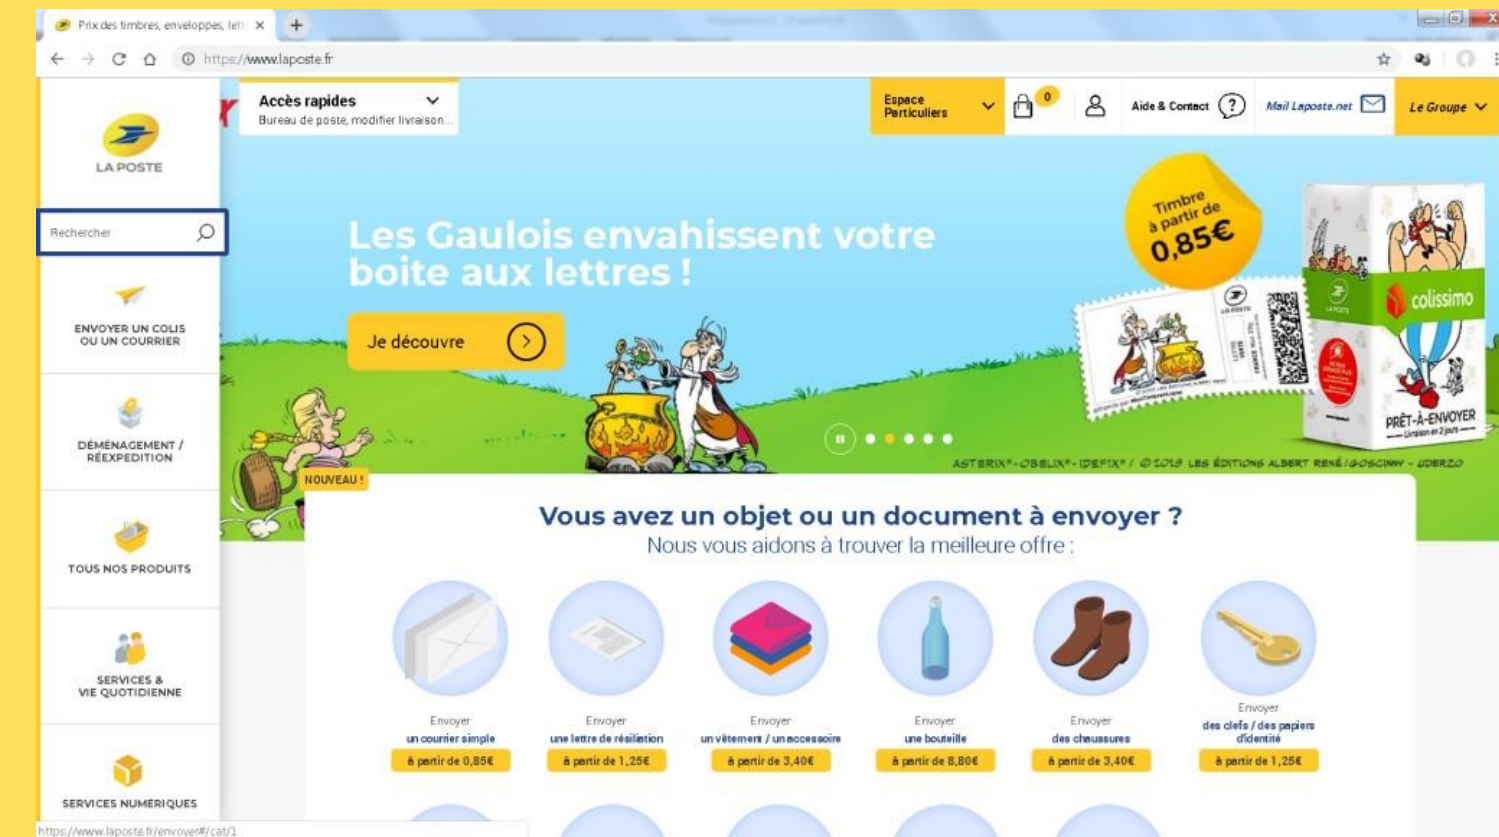 Prix des timbres, enveloppes, lett
https://www.laposte.fr
LA POSTE
Rechercher
ENVOYER UN COLIS
OU UN COURRIER
DÉMÉNAGEMENT /
RÉEXPEDITION
TOUS NOS PRODUITS
SERVICES &
VIE QUOTIDIENNE
SERVICES NUMÉRIQUES
https://www.laposte.fr/envoyer#/cat/1
Accès rapides
Bureau de poste, modifier livraison...
Espace
Particuliers
0
Aide & Contact ?
Mail Laposte.net
Le Groupe
Les Gaulois envahissent votre
boite aux lettres !
Je découvre
Timbre
à partir de
0,85€
LA POSTE
colissimo
PRÊT-À-ENVOYER
Livraison en 2 jours
ASTERIX®-OBELIX®-IDEFIX® / © 2019 LES ÉDITIONS ALBERT RENÉ / GOSCINNY - UDERZO
NOUVEAU !
Vous avez un objet ou un document à envoyer ?
Nous vous aidons à trouver la meilleure offre :
Envoyer
un courrier simple
à partir de 0,85€
Envoyer
une lettre de résiliation
à partir de 1,25€
Envoyer
un vêtement / un accessoire
à partir de 3,40€
Envoyer
une bouteille
à partir de 8,80€
Envoyer
des chaussures
à partir de 3,40€
Envoyer
des clefs / des papiers
d'identité
à partir de 1,25€